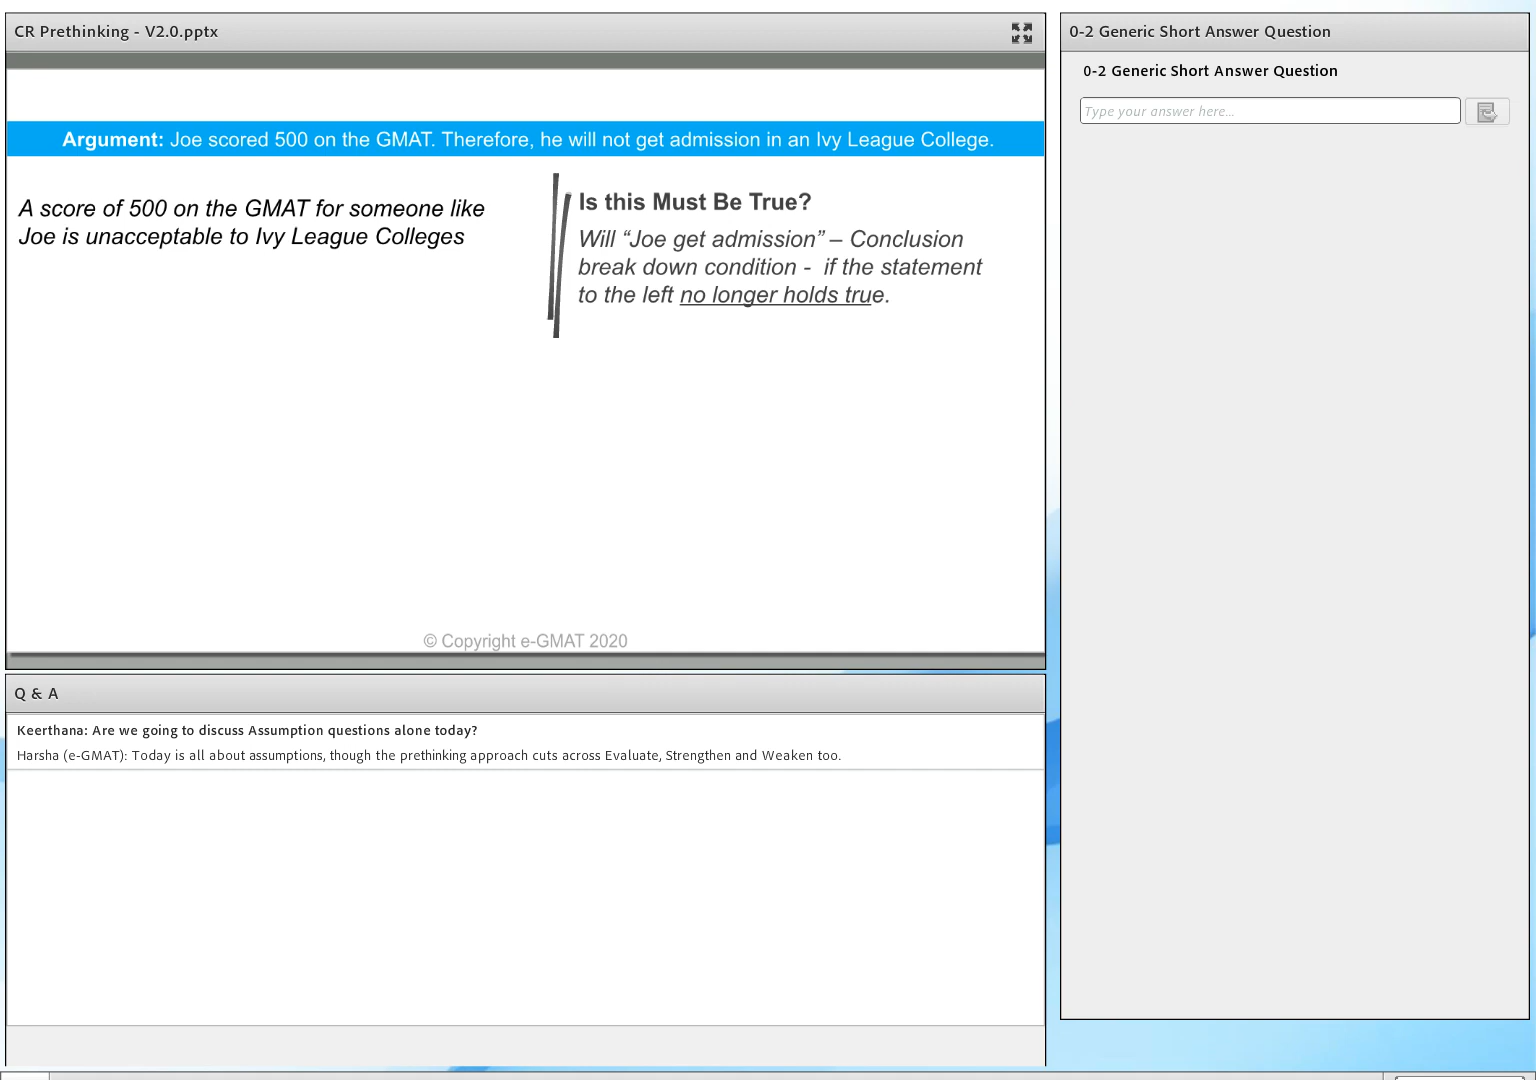 CR Prethinking - V2.0.pptx
Argument: Joe scored 500 on the GMAT. Therefore, he will not get admission in an Ivy League College.
A score of 500 on the GMAT for someone like
Joe is unacceptable to Ivy League Colleges
Is this Must Be True?
Will “Joe get admission” – Conclusion
break down condition -  if the statement
to the left no longer holds true.
© Copyright e-GMAT 2020
Q & A
Keerthana: Are we going to discuss Assumption questions alone today?
Harsha (e-GMAT): Today is all about assumptions, though the prethinking approach cuts across Evaluate, Strengthen and Weaken too.
0-2 Generic Short Answer Question
0-2 Generic Short Answer Question
Type your answer here...